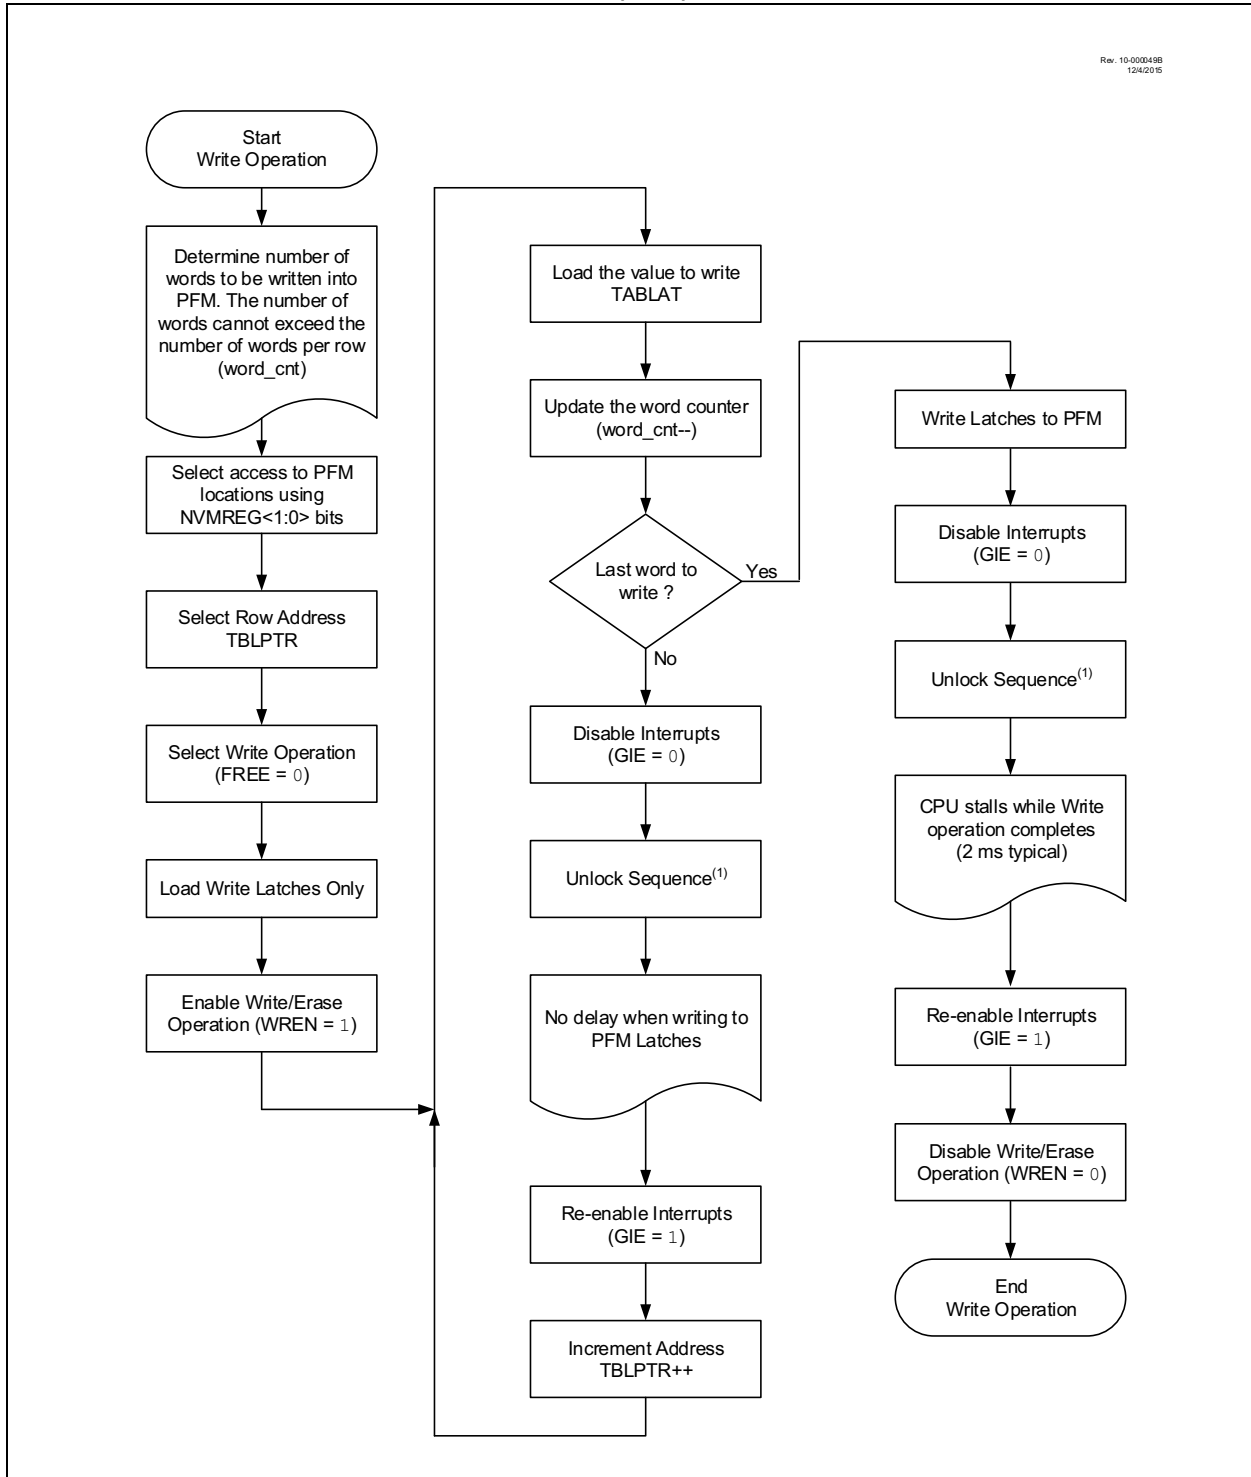 Rev. 10-000049B
12/4/2015
Start
Write Operation
Determine number of
words to be written into
PFM. The number of
words cannot exceed the
number of words per row
(word_cnt)
Select access to PFM
locations using
NVMREG<1:0> bits
Select Row Address
TBLPTR
Select Write Operation
(FREE = 0)
Load Write Latches Only
Enable Write/Erase
Operation (WREN = 1)
Load the value to write
TABLAT
Update the word counter
(word_cnt--)
Last word to
write ?
Yes
No
Disable Interrupts
(GIE = 0)
Unlock Sequence(1)
No delay when writing to
PFM Latches
Re-enable Interrupts
(GIE = 1)
Increment Address
TBLPTR++
Write Latches to PFM
Disable Interrupts
(GIE = 0)
Unlock Sequence(1)
CPU stalls while Write
operation completes
(2 ms typical)
Re-enable Interrupts
(GIE = 1)
Disable Write/Erase
Operation (WREN = 0)
End
Write Operation